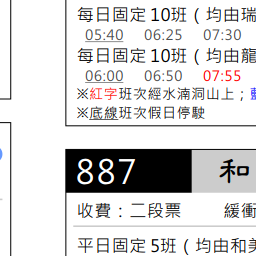 每日固定 10班（均由瑞
05:40 06:25 07:30
每日固定 10班（均由龍
06:00 06:50 07:55
※紅字班次經水湳洞山上；藍
※底線班次假日停駛
887 和
收費：二段票 緩衝
平日固定 5班（均由和美